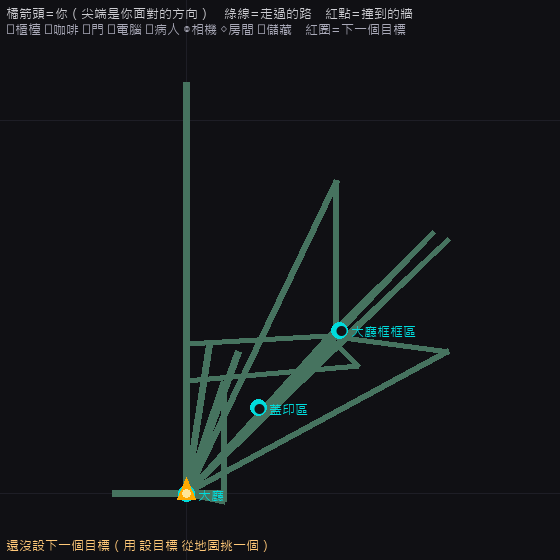 橘箭頭=你（尖端是你面對的方向） 綠線=走過的路 紅點=撞到的牆
櫃檯 咖啡 門 電腦 病人 相機 房間 儲藏 紅圈=下一個目標
大廳框框區
蓋印區
大廳
還沒設下一個目標（用 設目標 從地圖挑一個）